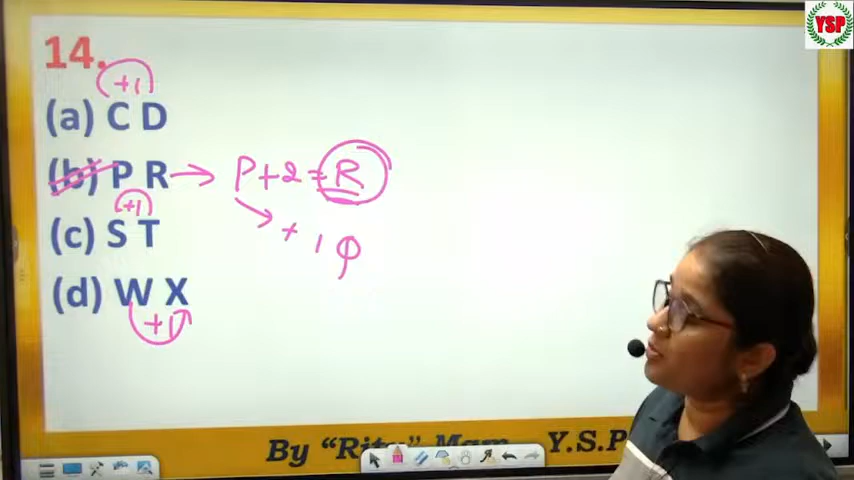 YSP
14.
+1
(a) C D
(b) P R → P+2 = R
+1
+1 φ
(c) S T
(d) W X
+1
By "Ritu" Mam Y.S.P